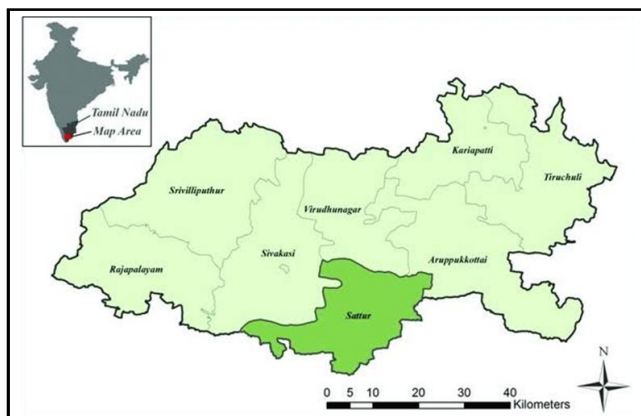 Tamil Nadu
Map Area
Kariapatti
Tiruchuli
Srivilliputhur
Virudhunagar
Sivakasi
Aruppukkottai
Rajapalayam
Sattur
N
0 5 10 20 30 40
Kilometers